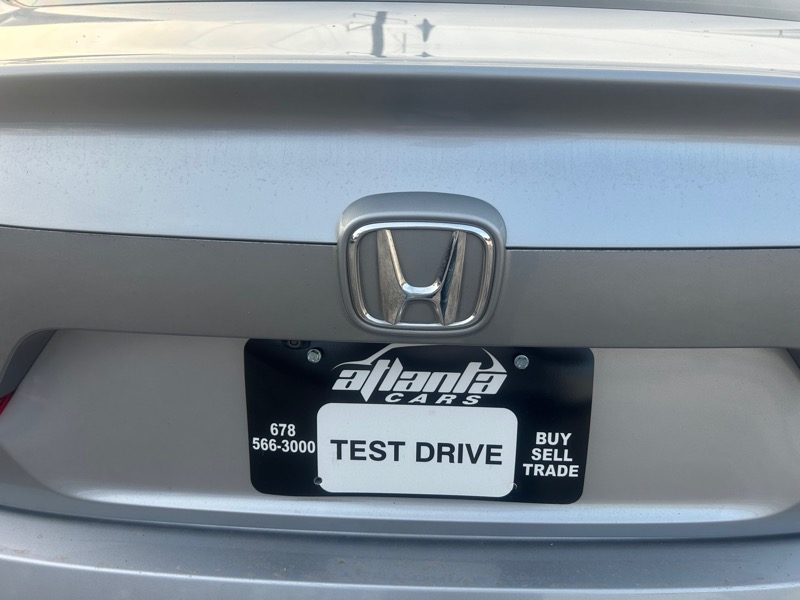 atlanta
CARS
678
566-3000
TEST DRIVE
BUY
SELL
TRADE